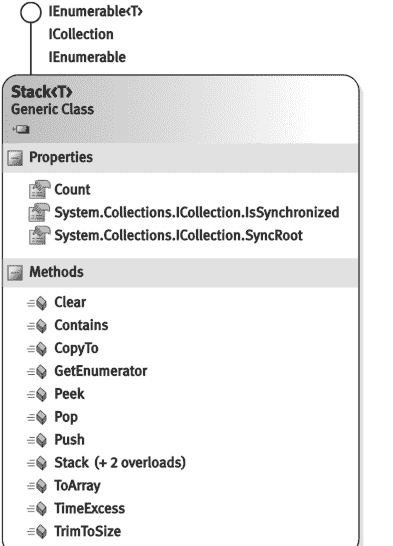 IEnumerable<T>
ICollection
IEnumerable
Stack<T>
Generic Class
Properties
Count
System.Collections.ICollection.IsSynchronized
System.Collections.ICollection.SyncRoot
Methods
Clear
Contains
CopyTo
GetEnumerator
Peek
Pop
Push
Stack (+ 2 overloads)
ToArray
TimeExcess
TrimToSize